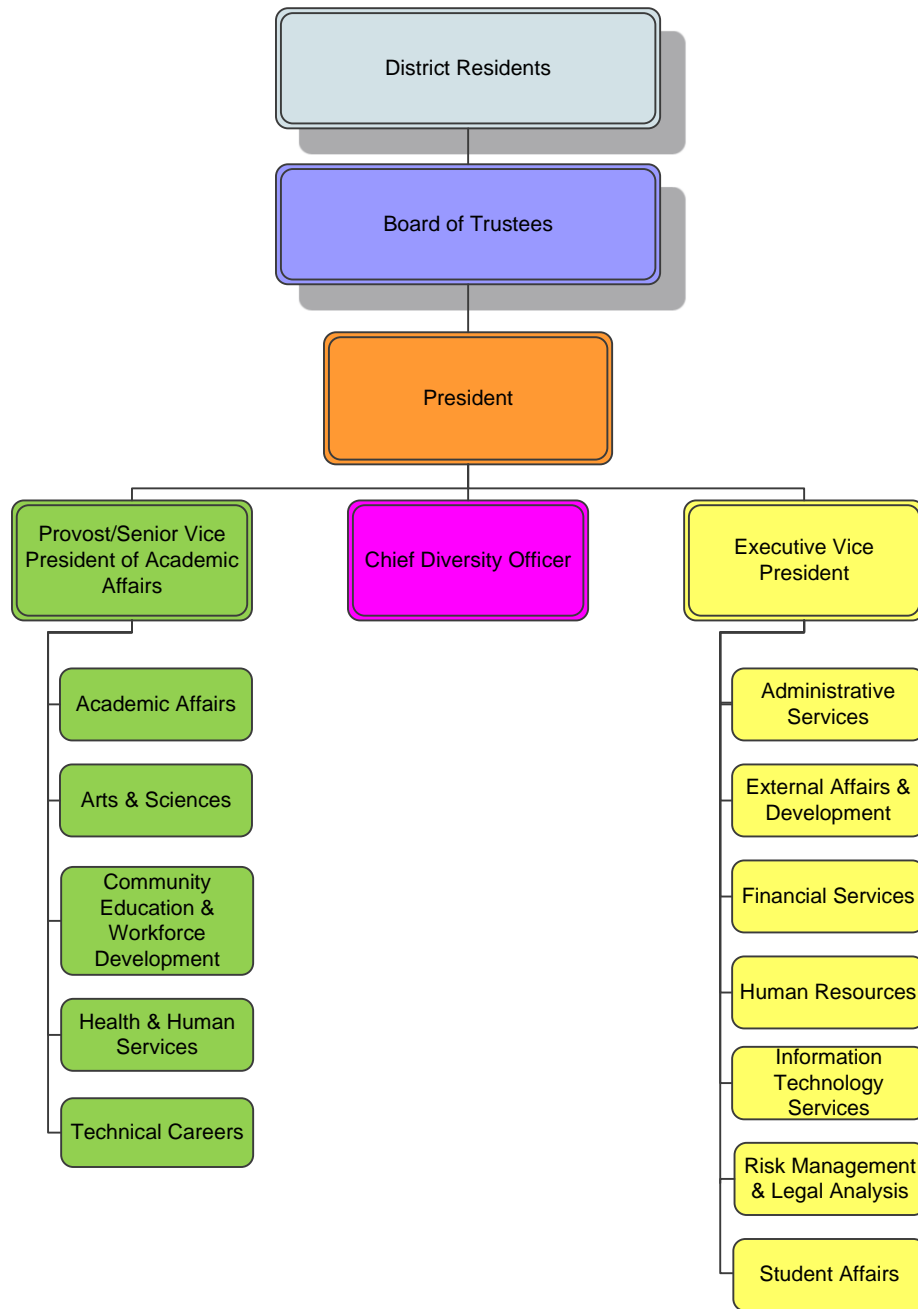 District Residents
Board of Trustees
President
Provost/Senior Vice
President of Academic
Affairs
Chief Diversity Officer
Executive Vice
President
Academic Affairs
Arts & Sciences
Community
Education &
Workforce
Development
Health & Human
Services
Technical Careers
Administrative
Services
External Affairs &
Development
Financial Services
Human Resources
Information
Technology
Services
Risk Management
& Legal Analysis
Student Affairs